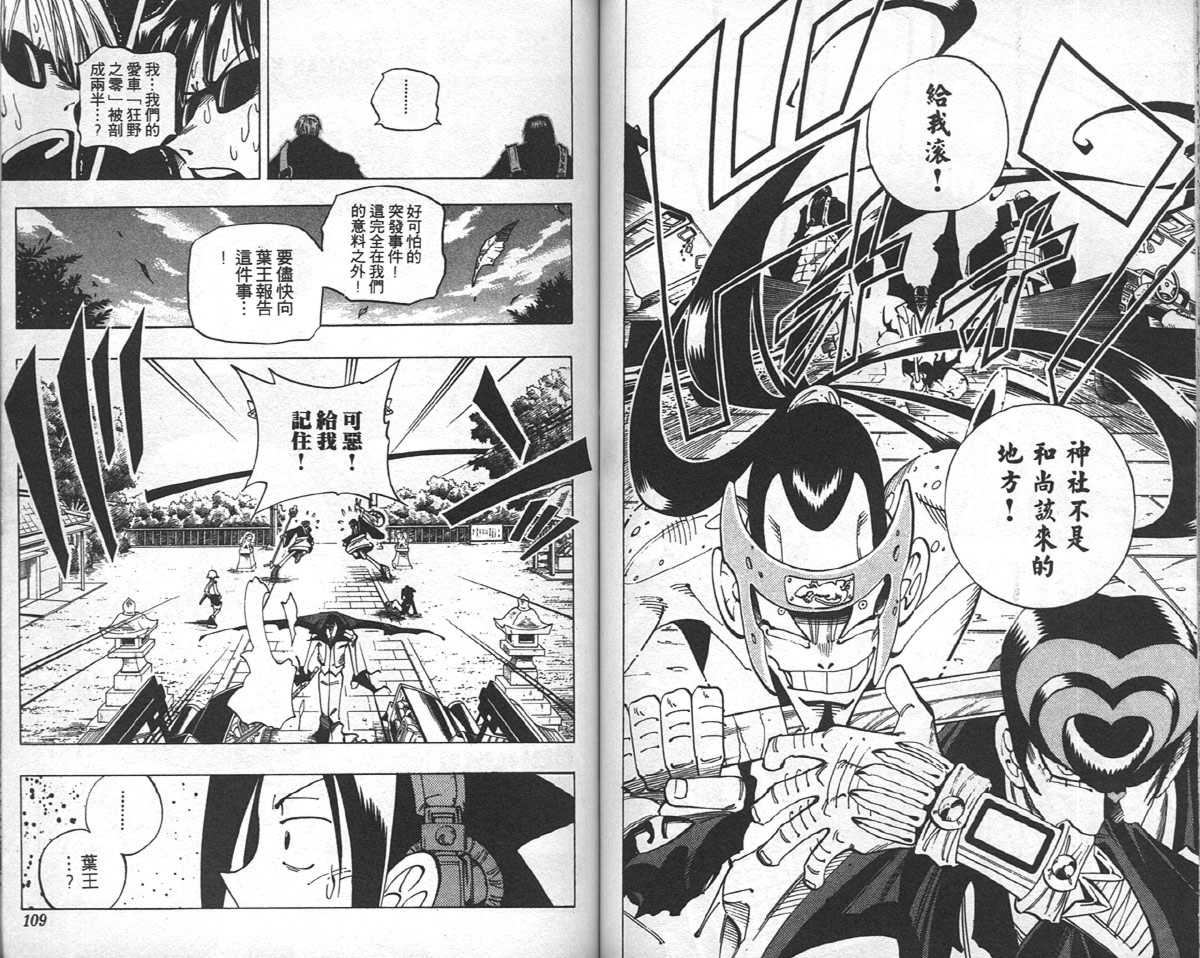 給我滾！
神社不是
和尚該來的
地方！
………
我…我們的
愛車「狂野
之零」被剖
成兩半…？
好可怕的
突發事件！
這完全在我們
的意料之外！
要儘快向
葉王報告
這件事…
！
可惡！
給我
記住！
……
葉王
…？
109